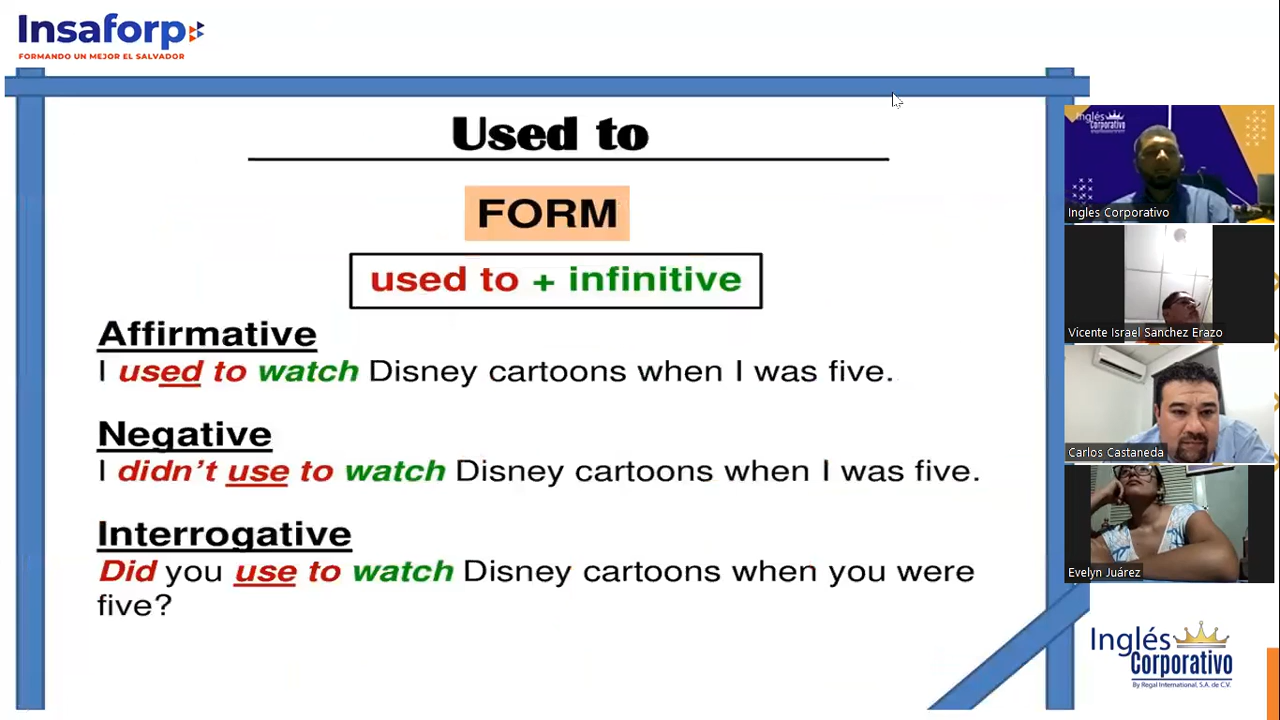 Insaforp
FORMANDO UN MEJOR EL SALVADOR
Used to
FORM
used to + infinitive
Affirmative
I used to watch Disney cartoons when I was five.
Negative
I didn't use to watch Disney cartoons when I was five.
Interrogative
Did you use to watch Disney cartoons when you were
five?
Inglés
Corporativo
Ingles Corporativo
Vicente Israel Sanchez Erazo
Carlos Castaneda
Evelyn Juárez
Inglés
Corporativo
By Regal International, S.A. de C.V.